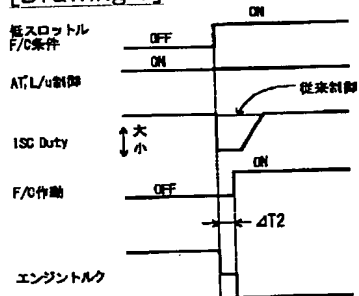 ON
低スロットル
F/C条件
OFF
ON
AT,L/u制御
従来制御
ISC Duty
大
小
ON
F/C作動
OFF
ΔT2
エンジントルク